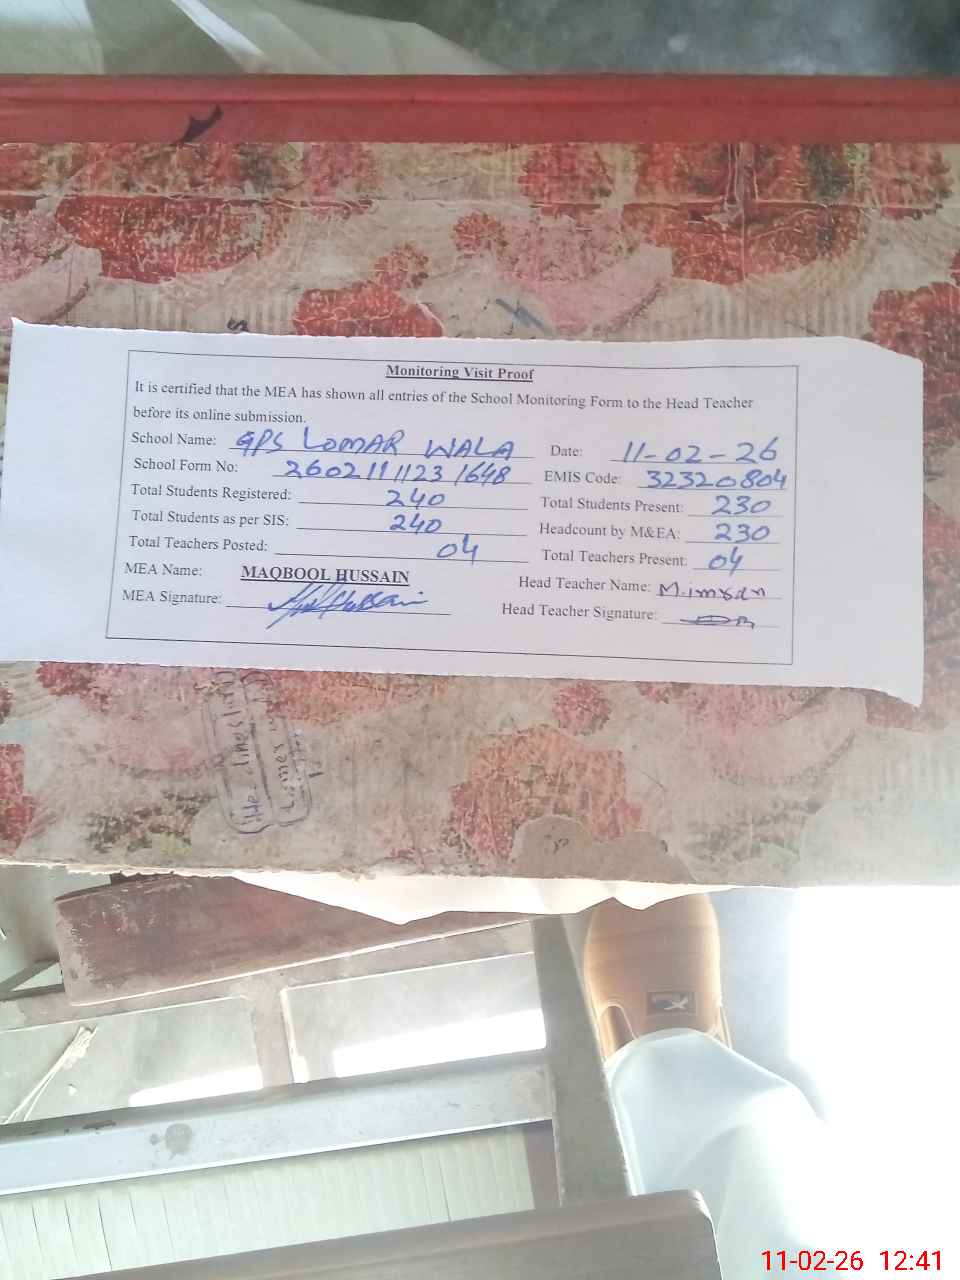 Monitoring Visit Proof
It is certified that the MEA has shown all entries of the School Monitoring Form to the Head Teacher
before its online submission.
School Name: GPS LOMAR WALA Date: 11-02-26
School Form No: 26021111231648 EMIS Code: 32320804
Total Students Registered: 240 Total Students Present: 230
Total Students as per SIS: 240 Headcount by M&EA: 230
Total Teachers Posted: 04 Total Teachers Present: 04
MEA Name: MAQBOOL HUSSAIN Head Teacher Name: M.imran
MEA Signature: Head Teacher Signature:
11-02-26 12:41